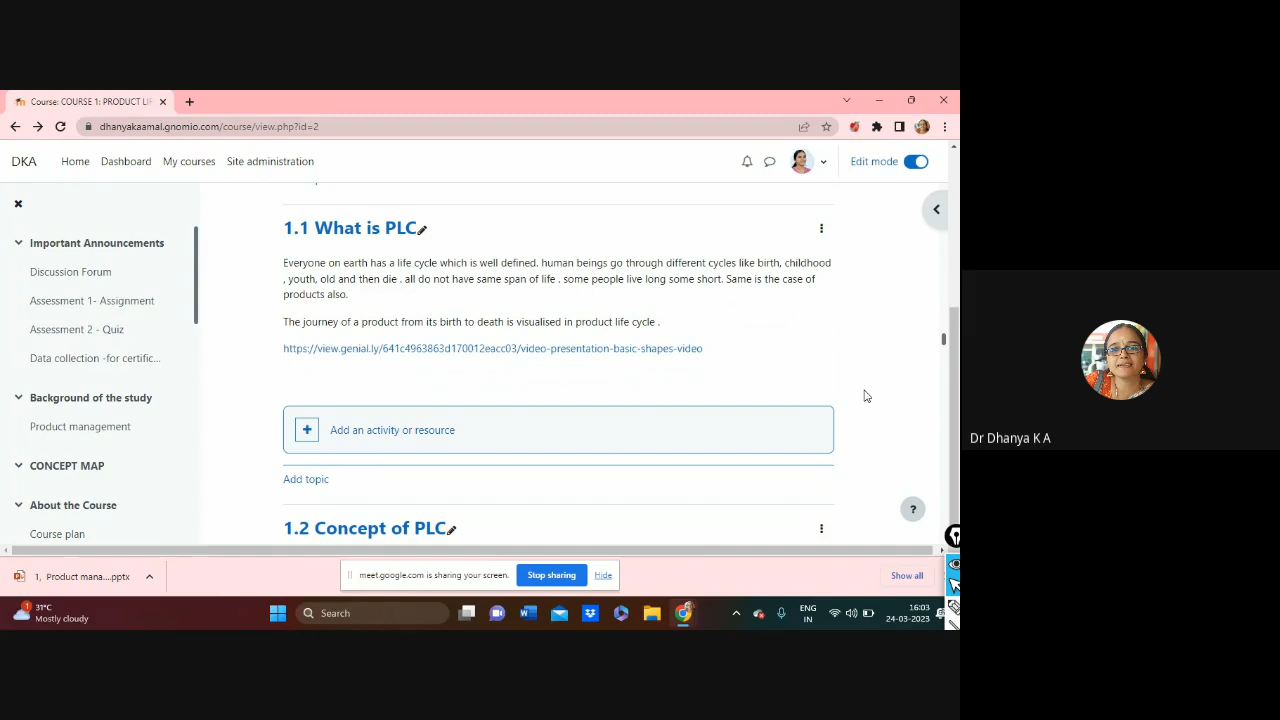 Course: COURSE 1: PRODUCT LIF
dhanyakaamal.gnomio.com/course/view.php?id=2
DKA Home Dashboard My courses Site administration Edit mode
Important Announcements
Discussion Forum
Assessment 1- Assignment
Assessment 2 - Quiz
Data collection -for certific...
Background of the study
Product management
CONCEPT MAP
About the Course
Course plan
1.1 What is PLC
Everyone on earth has a life cycle which is well defined. human beings go through different cycles like birth, childhood
, youth, old and then die . all do not have same span of life . some people live long some short. Same is the case of
products also.
The journey of a product from its birth to death is visualised in product life cycle .
https://view.genial.ly/641c4963863d170012eacc03/video-presentation-basic-shapes-video
+ Add an activity or resource
Add topic
1.2 Concept of PLC
?
Dr Dhanya K A
1, Product mana....pptx
meet.google.com is sharing your screen. Stop sharing Hide
Show all
1
31°C
Mostly cloudy
Search
ENG
IN
16:03
24-03-2023